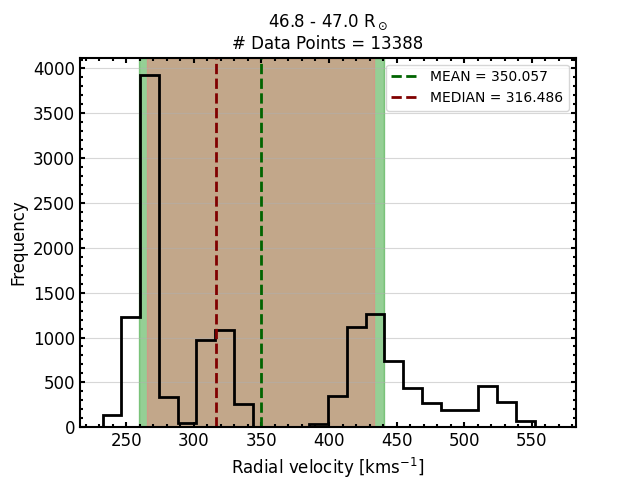 46.8 - 47.0 R⊙
# Data Points = 13388
MEAN = 350.057
MEDIAN = 316.486
Frequency
4000
3500
3000
2500
2000
1500
1000
500
0
250 300 350 400 450 500 550
Radial velocity [kms⁻¹]